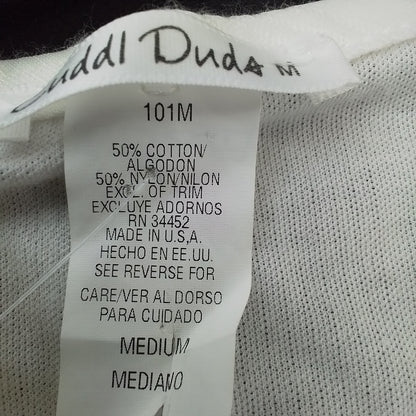 Cuddl Duds M
101M
50% COTTON/
ALGODON
50% NYLON/NILON
EXCL. OF TRIM
EXCLUYE ADORNOS
RN 34452
MADE IN U.S.A.
HECHO EN EE.UU.
SEE REVERSE FOR
CARE/VER AL DORSO
PARA CUIDADO
MEDIUM
MEDIANO